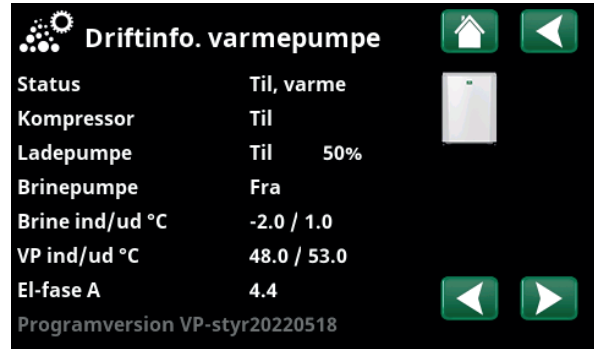 Driftinfo. varmepumpe
Status Til, varme
Kompressor Til
Ladepumpe Til 50%
Brinepumpe Fra
Brine ind/ud °C -2.0 / 1.0
VP ind/ud °C 48.0 / 53.0
El-fase A 4.4
Programversion VP-styr20220518